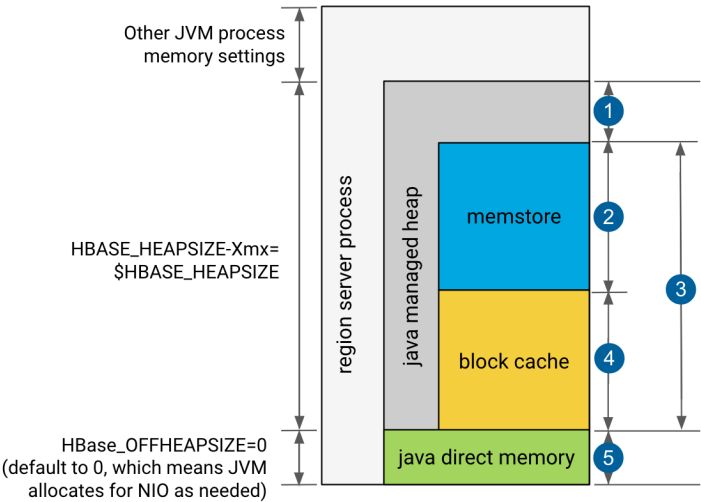 Other JVM process
memory settings
1
memstore
2
region server process
java managed heap
HBASE_HEAPSIZE-Xmx=
$HBASE_HEAPSIZE
3
block cache
4
HBase_OFFHEAPSIZE=0
(default to 0, which means JVM
allocates for NIO as needed)
java direct memory
5